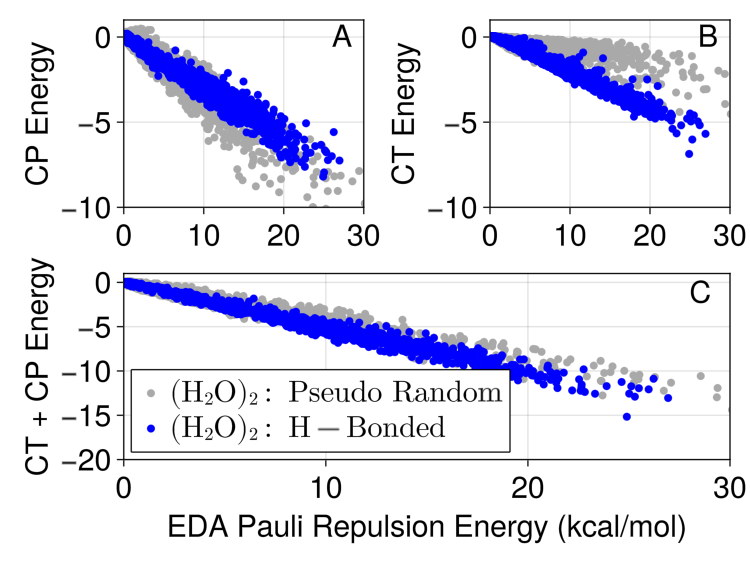 A
CP Energy
0
−5
−10
0 10 20 30
B
CT Energy
0
−5
−10
0 10 20 30
C
CT + CP Energy
0
−5
−10
−15
−20
(H₂O)₂ : Pseudo Random
(H₂O)₂ : H − Bonded
0 10 20 30
EDA Pauli Repulsion Energy (kcal/mol)